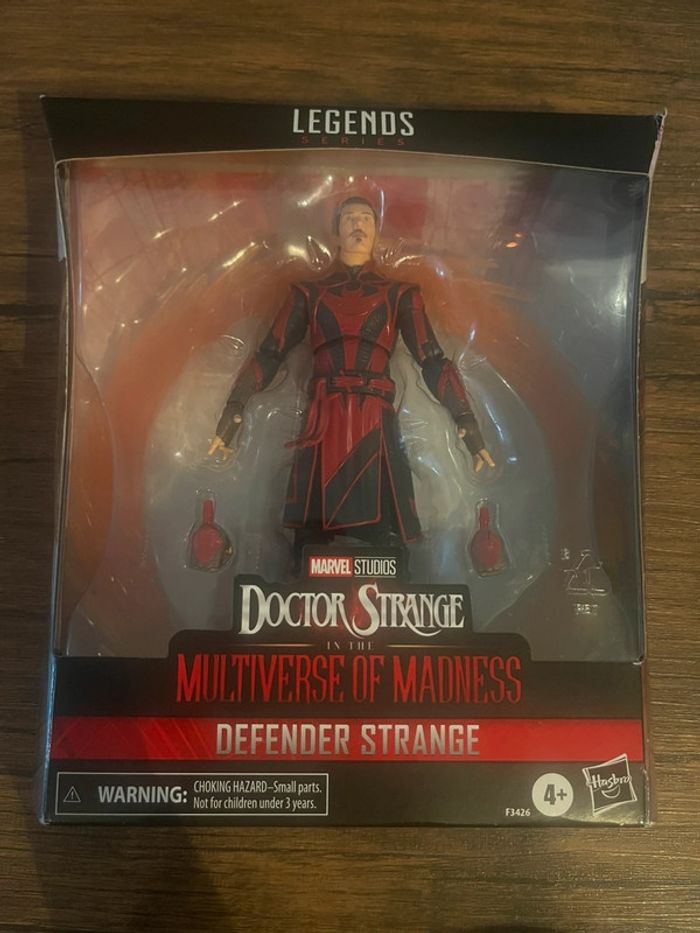 LEGENDS
SERIES
MARVEL STUDIOS
DOCTOR STRANGE
IN THE
MULTIVERSE OF MADNESS
DEFENDER STRANGE
WARNING: CHOKING HAZARD–Small parts.
Not for children under 3 years.
F3426
4+
Hasbro